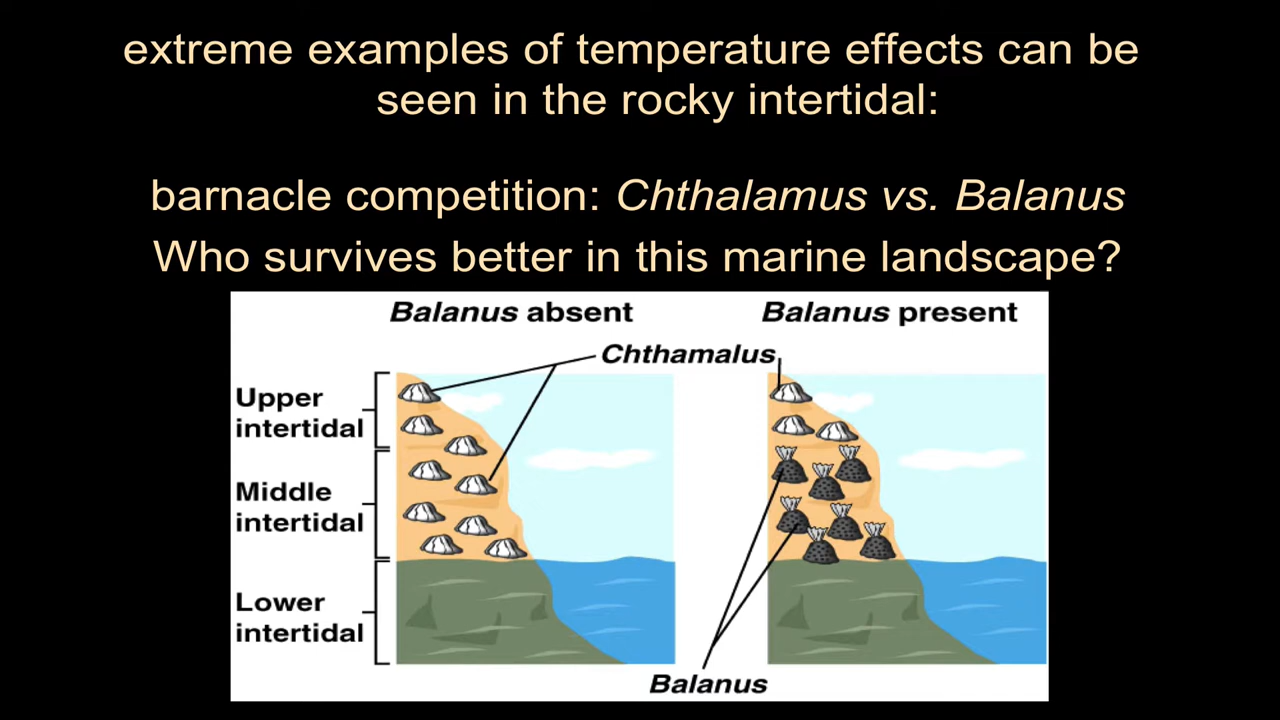 extreme examples of temperature effects can be
seen in the rocky intertidal:
barnacle competition: Chthalamus vs. Balanus
Who survives better in this marine landscape?
Balanus absent
Balanus present
Chthamalus
Upper
intertidal
Middle
intertidal
Lower
intertidal
Balanus